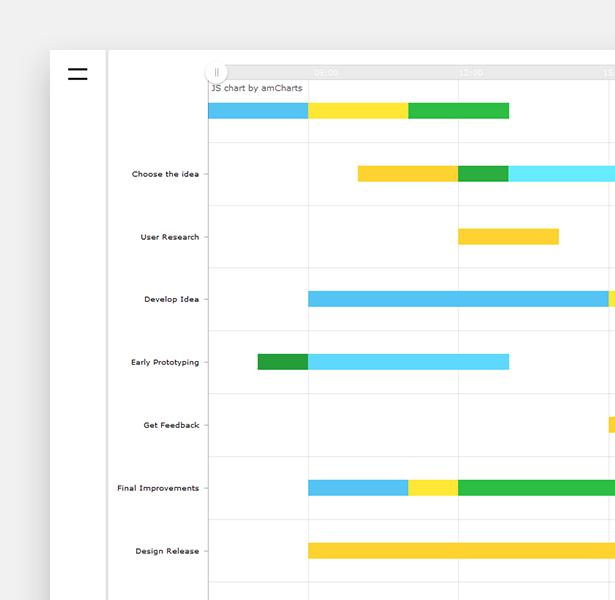 09:00 12:00 15
JS chart by amCharts
Choose the idea
User Research
Develop Idea
Early Prototyping
Get Feedback
Final Improvements
Design Release